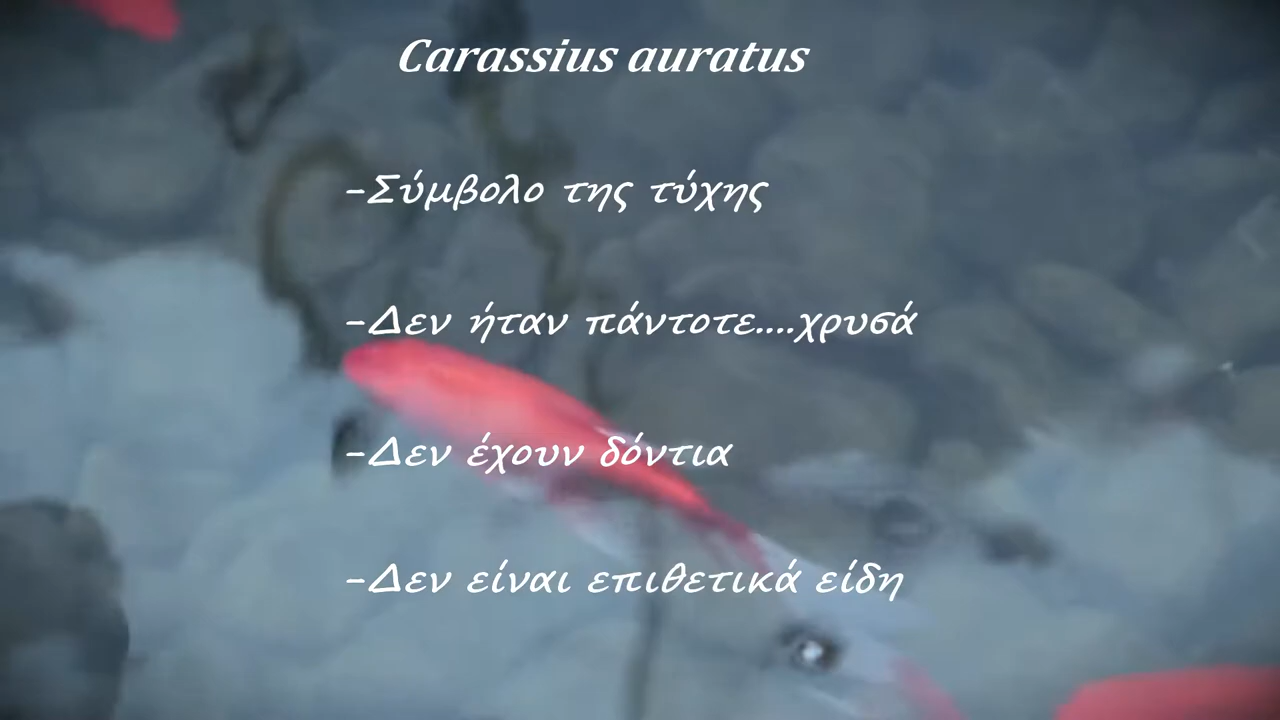 Carassius auratus
-Σύμβολο της τύχης
-Δεν ήταν πάντοτε....χρυσά
-Δεν έχουν δόντια
-Δεν είναι επιθετικά είδη